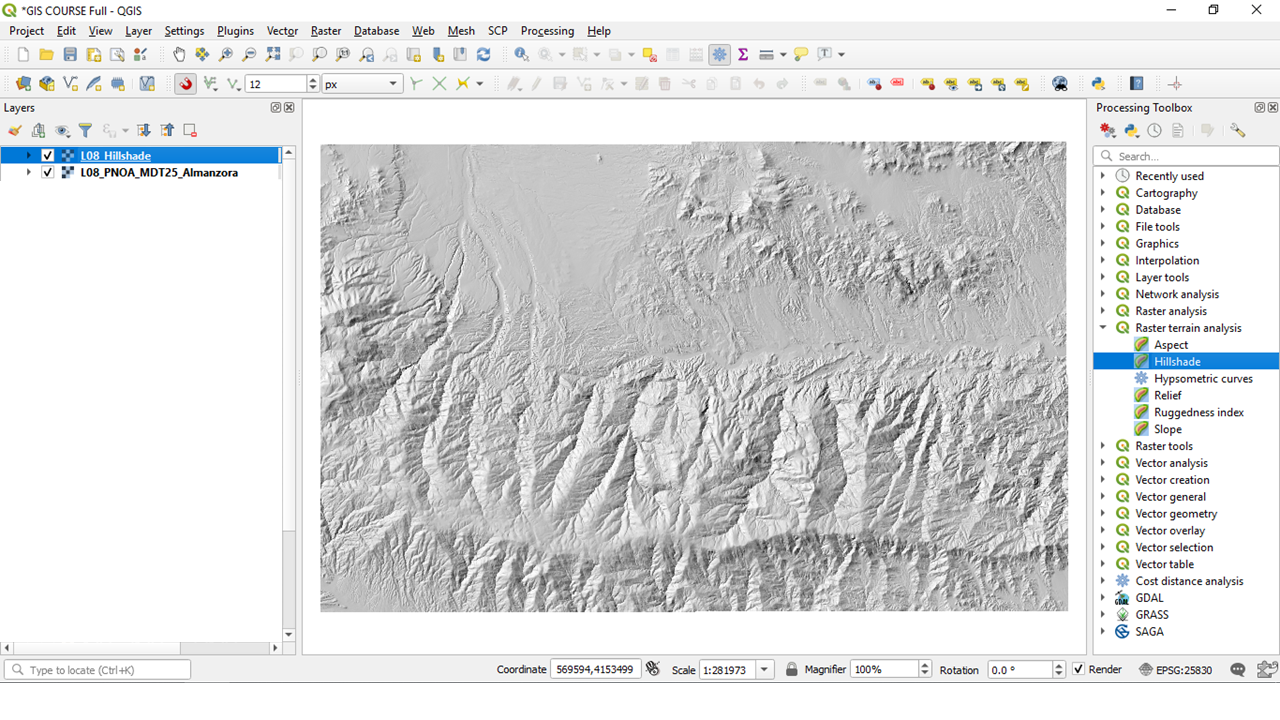 *GIS COURSE Full - QGIS
Project Edit View Layer Settings Plugins Vector Raster Database Web Mesh SCP Processing Help
12 px
Layers
L08_Hillshade
L08_PNOA_MDT25_Almanzora
Processing Toolbox
Search...
Recently used
Cartography
Database
File tools
Graphics
Interpolation
Layer tools
Network analysis
Raster analysis
Raster terrain analysis
Aspect
Hillshade
Hypsometric curves
Relief
Ruggedness index
Slope
Raster tools
Vector analysis
Vector creation
Vector general
Vector geometry
Vector overlay
Vector selection
Vector table
Cost distance analysis
GDAL
GRASS
SAGA
Type to locate (Ctrl+K) Coordinate 569594,4153499 Scale 1:281973 Magnifier 100% Rotation 0.0 ° Render EPSG:25830